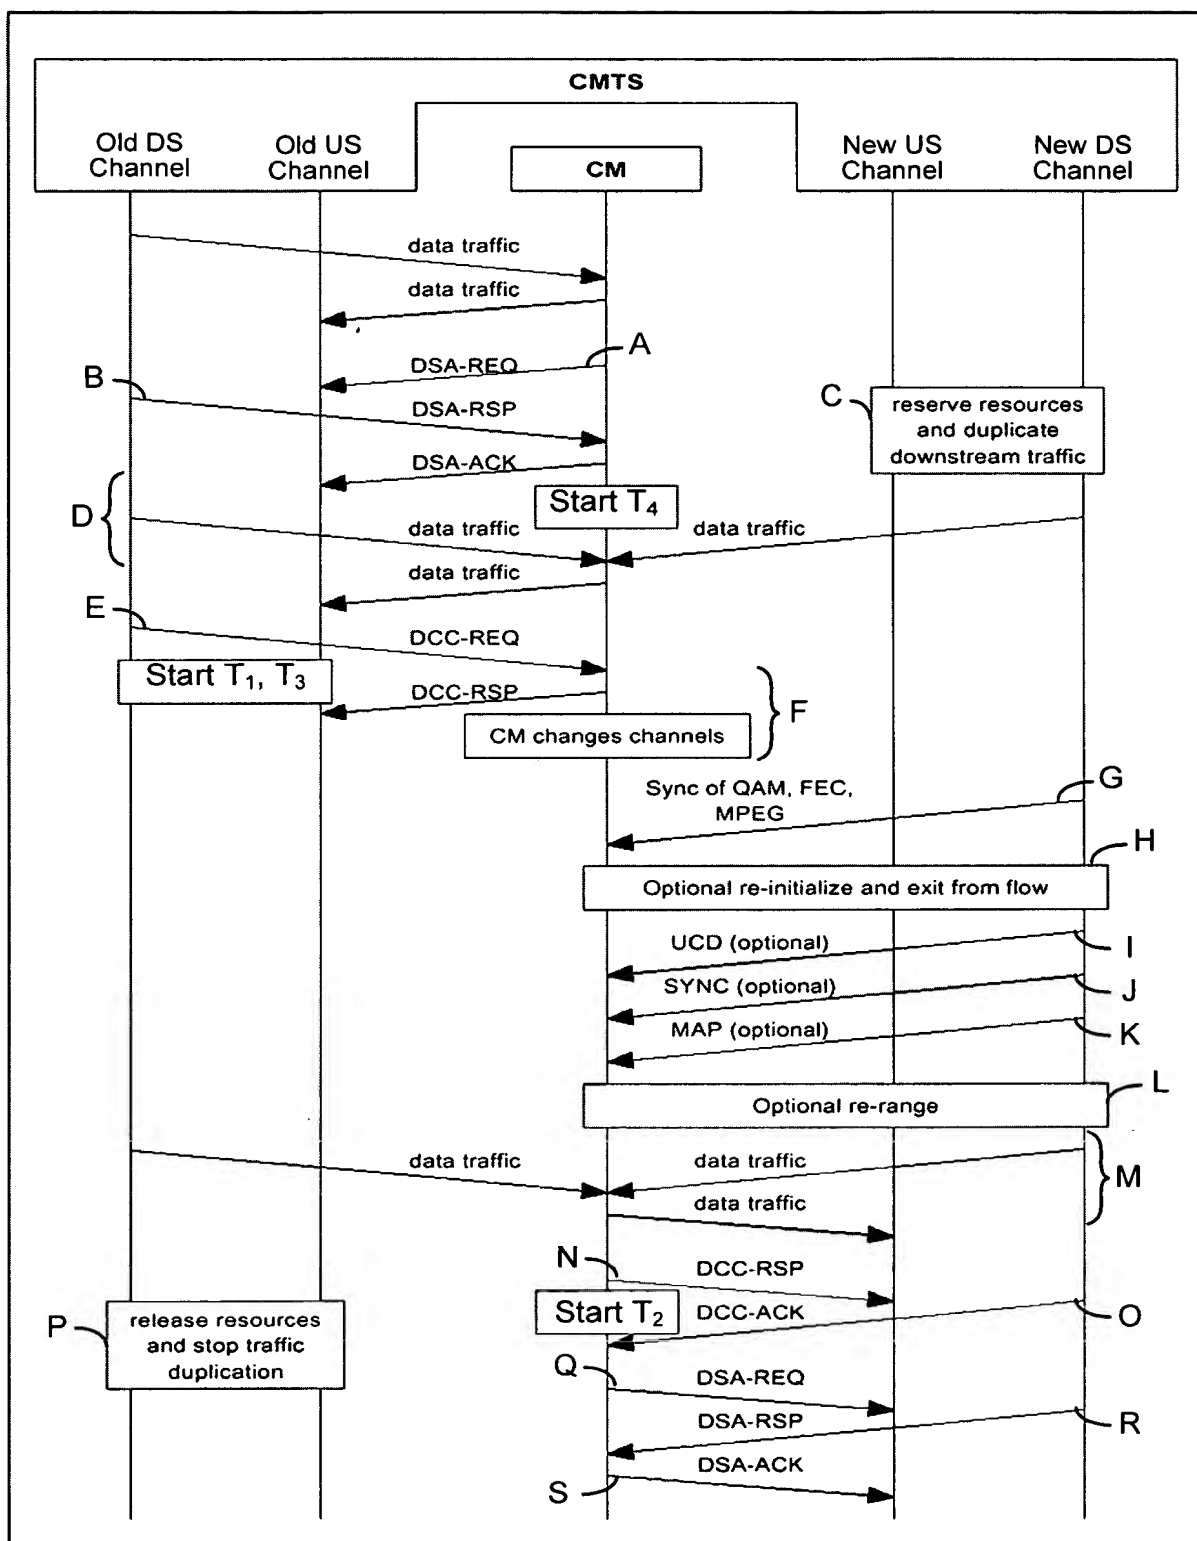 CMTS
Old DS
Channel
Old US
Channel
CM
New US
Channel
New DS
Channel
data traffic
data traffic
A
DSA-REQ
B
DSA-RSP
C
reserve resources
and duplicate
downstream traffic
DSA-ACK
D
Start T4
data traffic
data traffic
data traffic
E
DCC-REQ
Start T1, T3
DCC-RSP
F
CM changes channels
G
Sync of QAM, FEC,
MPEG
H
Optional re-initialize and exit from flow
UCD (optional)
I
SYNC (optional)
J
MAP (optional)
K
L
Optional re-range
data traffic
data traffic
M
data traffic
N
DCC-RSP
Start T2
DCC-ACK
O
P
release resources
and stop traffic
duplication
Q
DSA-REQ
DSA-RSP
R
DSA-ACK
S